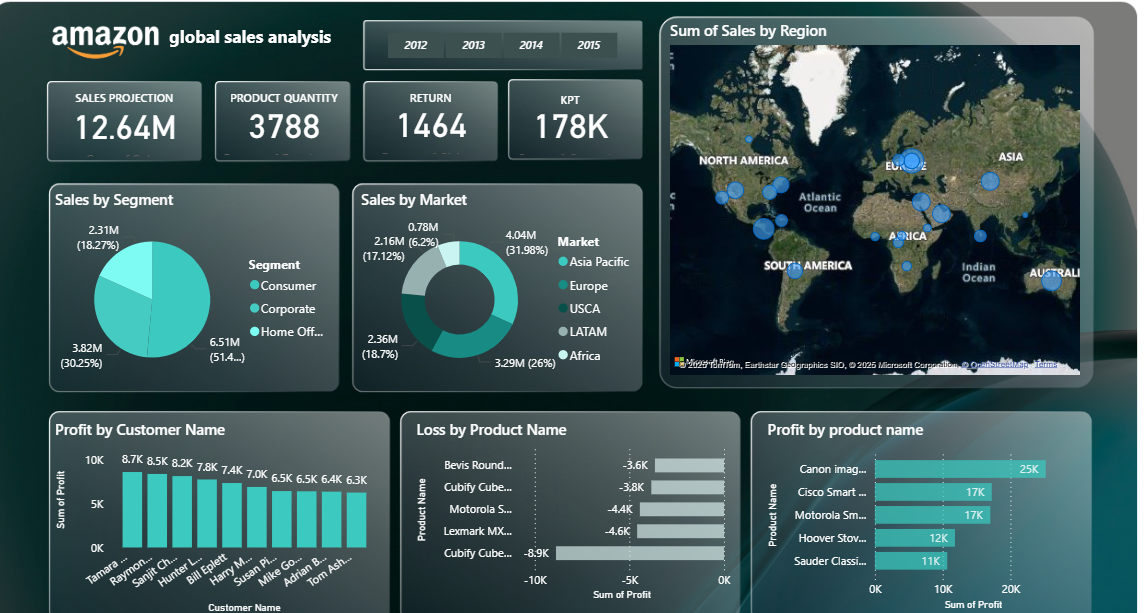 amazon global sales analysis
2012 2013 2014 2015
SALES PROJECTION
12.64M
PRODUCT QUANTITY
3788
RETURN
1464
KPT
178K
Sum of Sales by Region
NORTH AMERICA
EUROPE
ASIA
Atlantic
Ocean
AFRICA
SOUTH AMERICA
Indian
Ocean
AUSTRALI
Microsoft Bing
© 2025 TomTom, Earthstar Geographics SIO, © 2025 Microsoft Corporation, © OpenStreetMap Terms
Sales by Segment
2.31M
(18.27%)
3.82M
(30.25%)
6.51M
(51.4...)
Segment
Consumer
Corporate
Home Off...
Sales by Market
0.78M
(6.2%)
2.16M
(17.12%)
4.04M
(31.98%)
2.36M
(18.7%)
3.29M (26%)
Market
Asia Pacific
Europe
USCA
LATAM
Africa
Profit by Customer Name
Sum of Profit
10K
5K
0K
8.7K 8.5K 8.2K 7.8K 7.4K 7.0K 6.5K 6.5K 6.4K 6.3K
Tamara ... Raymon... Sanjit Ch... Hunter L... Bill Eplett Harry M... Susan Pi... Mike Go... Adrian B... Tom Ash...
Customer Name
Loss by Product Name
Product Name
Bevis Round... -3.6K
Cubify Cube... -3.8K
Motorola S... -4.4K
Lexmark MX... -4.6K
Cubify Cube... -8.9K
-10K -5K 0K
Sum of Profit
Profit by product name
Product Name
Canon imag... 25K
Cisco Smart ... 17K
Motorola Sm... 17K
Hoover Stov... 12K
Sauder Classi... 11K
0K 10K 20K
Sum of Profit